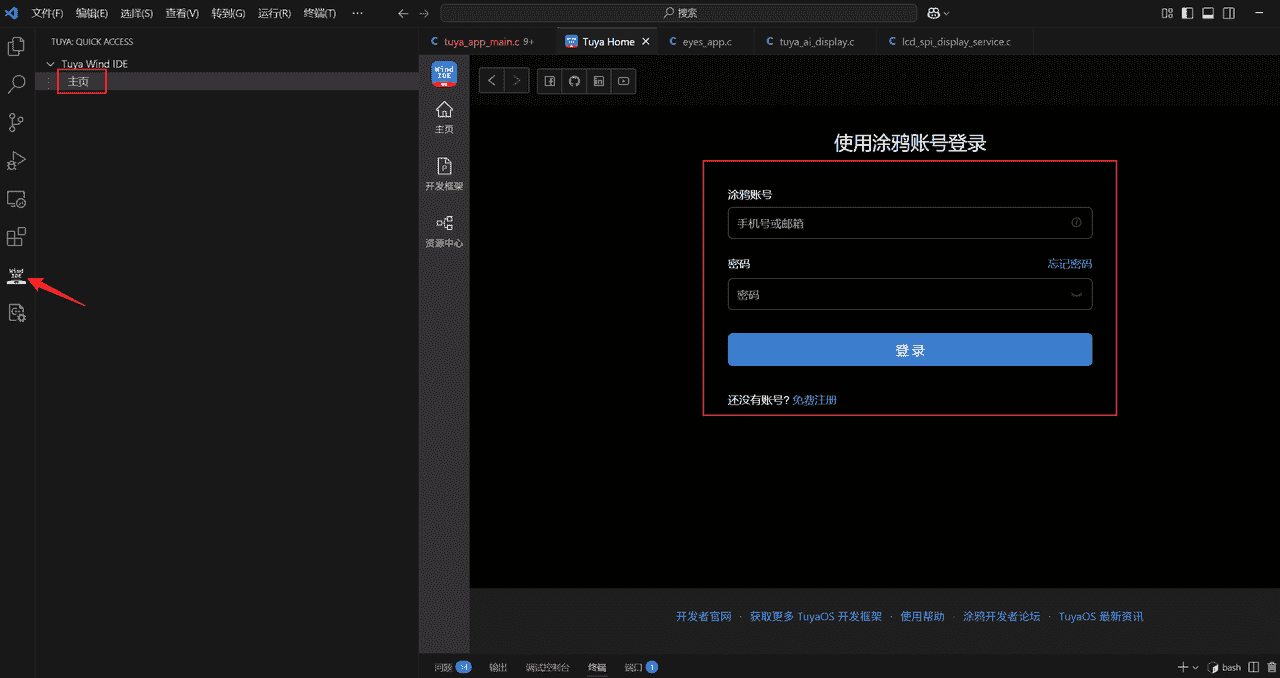 文件(F) 编辑(E) 选择(S) 查看(V) 转到(G) 运行(R) 终端(T) ··· 搜索
TUYA: QUICK ACCESS
Tuya Wind IDE
主页
Wind IDE
C tuya_app_main.c 9+ Tuya Home C eyes_app.c C tuya_ai_display.c C lcd_spi_display_service.c
Wind IDE
主页
开发框架
资源中心
使用涂鸦账号登录
涂鸦账号
手机号或邮箱
密码 忘记密码
密码
登录
还没有账号? 免费注册
开发者官网 · 获取更多 TuyaOS 开发框架 · 使用帮助 · 涂鸦开发者论坛 · TuyaOS 最新资讯
问题 输出 调试控制台 终端 端口 1 bash